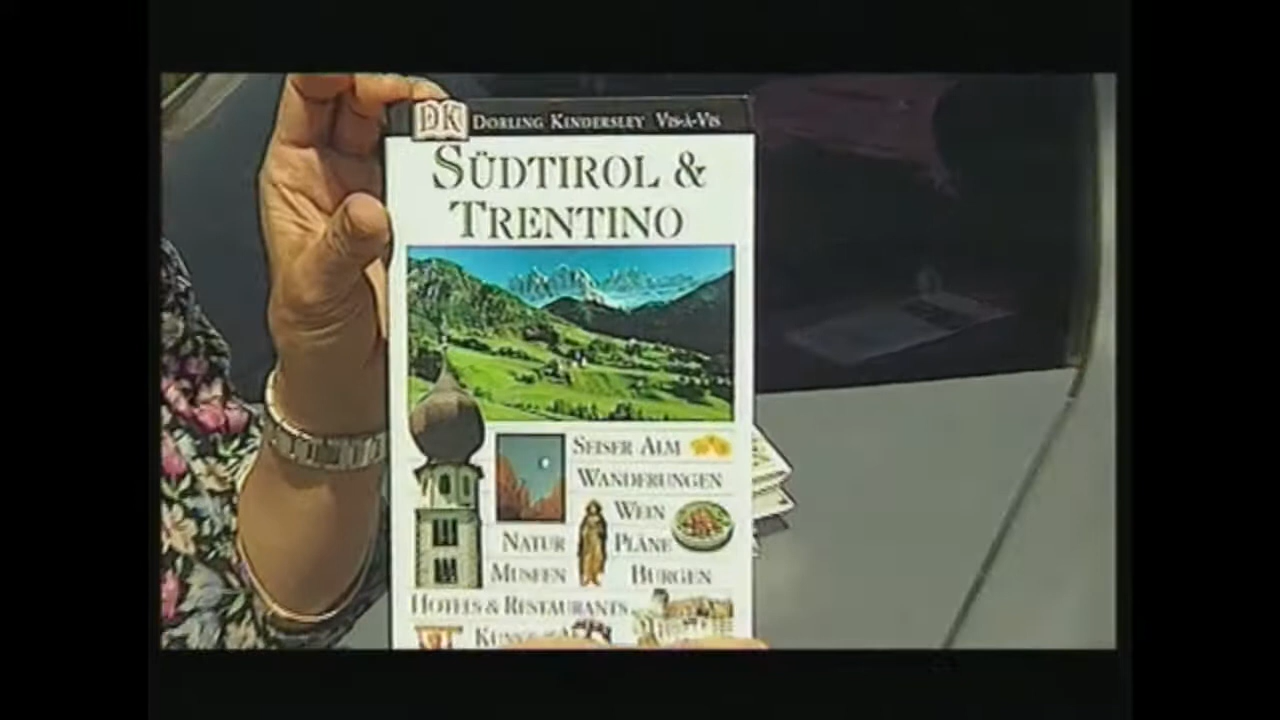 DK DORLING KINDERSLEY VIS-À-VIS
SÜDTIROL &
TRENTINO
SEISER ALM
WANDERUNGEN
WEIN
NATUR PLÄNE
MUSEEN BURGEN
HOTELS & RESTAURANTS